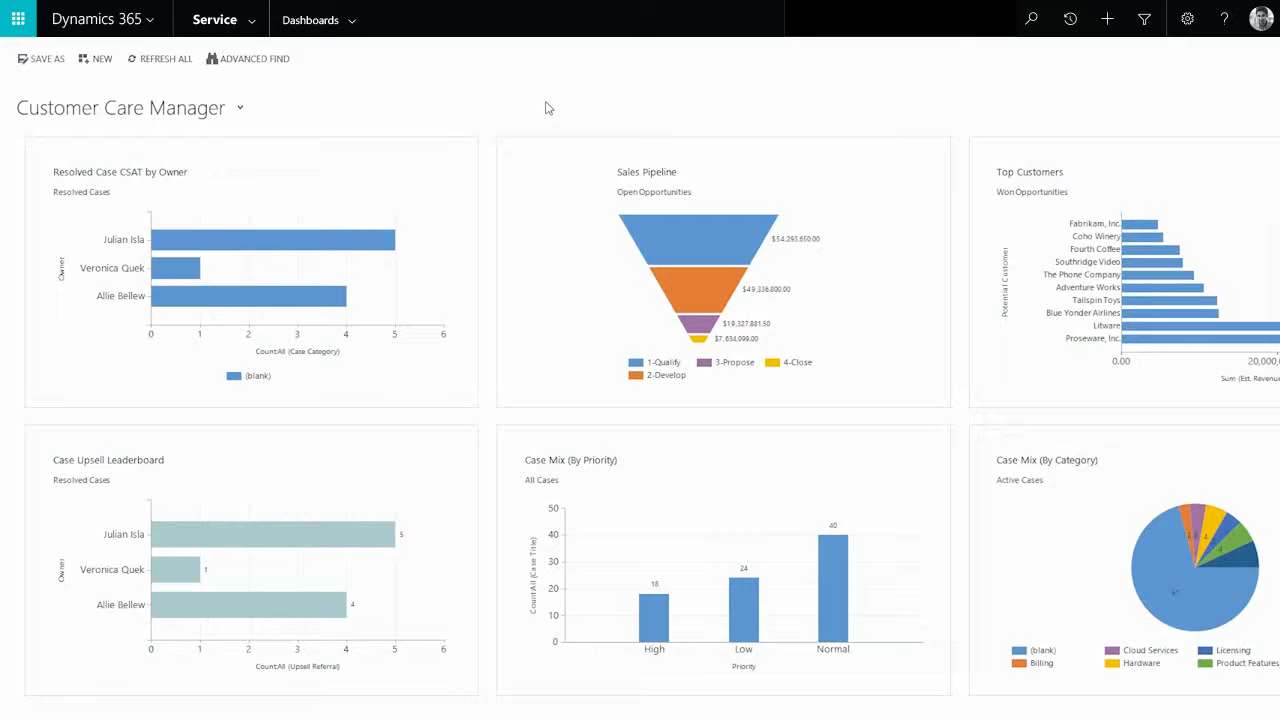 Dynamics 365
Service
Dashboards
?
SAVE AS
NEW
REFRESH ALL
ADVANCED FIND
Customer Care Manager
Resolved Case CSAT by Owner
Resolved Cases
Owner
Julian Isla
Veronica Quek
Allie Bellew
0 1 2 3 4 5 6
CountAll (Case Category)
(blank)
Sales Pipeline
Open Opportunities
$54,293,650.00
$49,336,800.00
$19,327,881.50
$7,634,099.00
1-Qualify 3-Propose 4-Close
2-Develop
Top Customers
Won Opportunities
Potential Customer
Fabrikam, Inc.
Coho Winery
Fourth Coffee
Southridge Video
The Phone Company
Adventure Works
Tailspin Toys
Blue Yonder Airlines
Litware
Proseware, Inc.
0.00 20,000,
Sum (Est. Revenue
Case Upsell Leaderboard
Resolved Cases
Owner
Julian Isla 5
Veronica Quek 1
Allie Bellew 4
0 1 2 3 4 5 6
CountAll (Upsell Referral)
Case Mix (By Priority)
All Cases
CountAll (Case Title)
50
40
30
20
10
0
18
24
40
High Low Normal
Priority
Case Mix (By Category)
Active Cases
4
4
(blank) Cloud Services Licensing
Billing Hardware Product Features